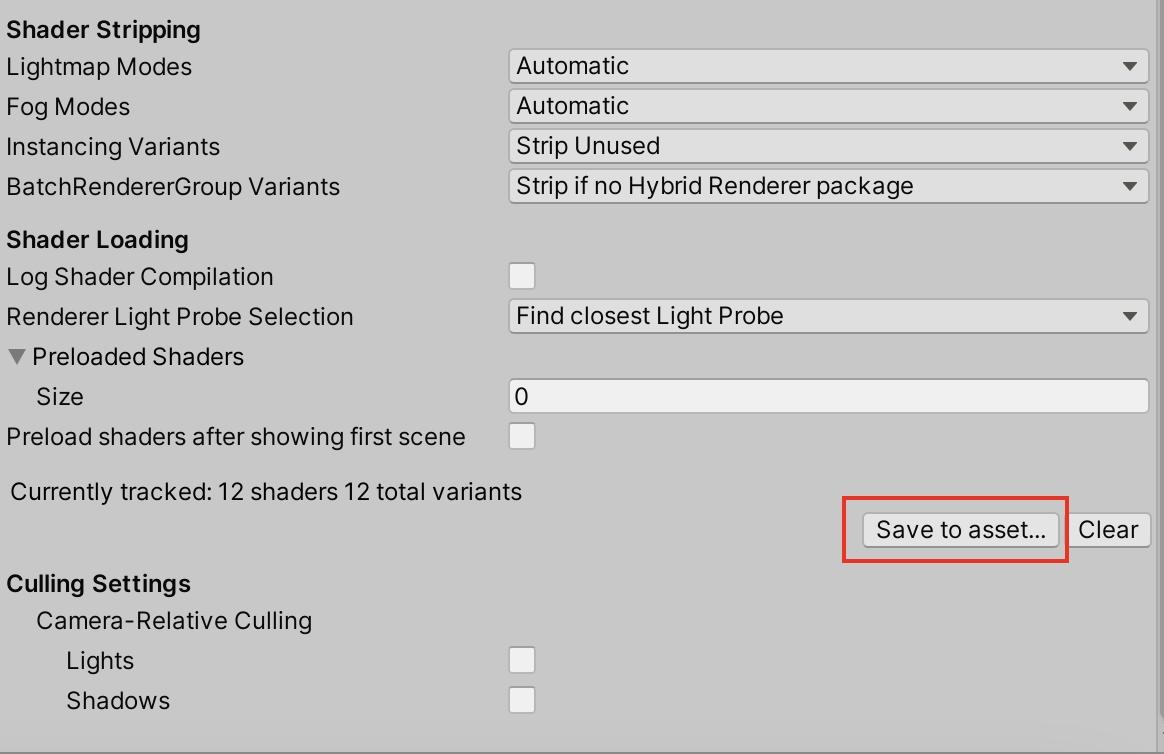 Shader Stripping
Lightmap Modes Automatic
Fog Modes Automatic
Instancing Variants Strip Unused
BatchRendererGroup Variants Strip if no Hybrid Renderer package
Shader Loading
Log Shader Compilation
Renderer Light Probe Selection Find closest Light Probe
Preloaded Shaders
Size 0
Preload shaders after showing first scene
Currently tracked: 12 shaders 12 total variants
Save to asset... Clear
Culling Settings
Camera-Relative Culling
Lights
Shadows